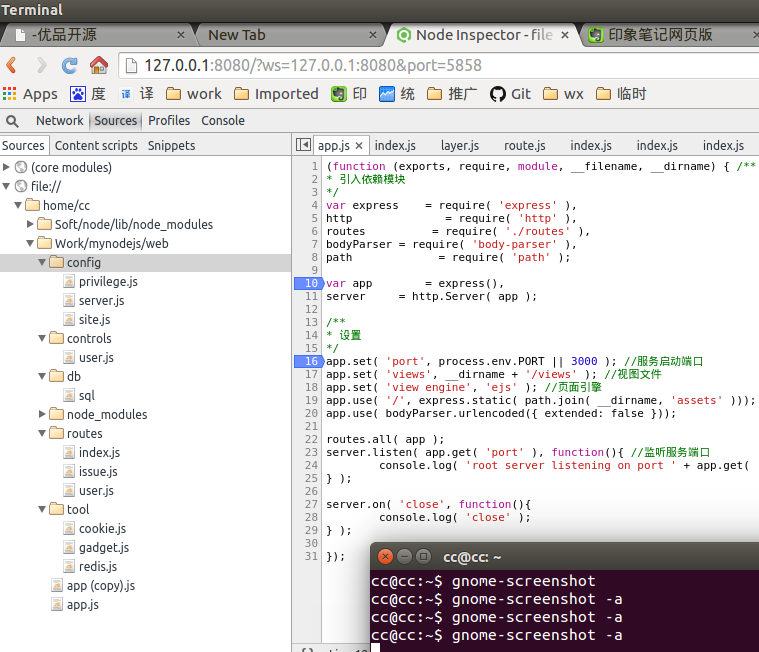 Terminal
-优品开源
New Tab
Node Inspector - file
印象笔记网页版
127.0.0.1:8080/?ws=127.0.0.1:8080&port=5858
Apps 度 译 work Imported 印 统 推广 Git wx 临时
Network Sources Profiles Console
Sources Content scripts Snippets
(core modules)
file://
home/cc
Soft/node/lib/node_modules
Work/mynodejs/web
config
privilege.js
server.js
site.js
controls
user.js
db
sql
node_modules
routes
index.js
issue.js
user.js
tool
cookie.js
gadget.js
redis.js
app (copy).js
app.js
app.js × index.js layer.js route.js index.js index.js index.js
1 (function (exports, require, module, __filename, __dirname) { /**
2 * 引入依赖模块
3 */
4 var express    = require( 'express' ),
5 http              = require( 'http' ),
6 routes          = require( './routes' ),
7 bodyParser = require( 'body-parser' ),
8 path             = require( 'path' );
9
10 var app        = express(),
11 server     = http.Server( app );
12
13 /**
14 * 设置
15 */
16 app.set( 'port', process.env.PORT || 3000 ); //服务启动端口
17 app.set( 'views', __dirname + '/views' ); //视图文件
18 app.set( 'view engine', 'ejs' ); //页面引擎
19 app.use( '/', express.static( path.join( __dirname, 'assets' )));
20 app.use( bodyParser.urlencoded({ extended: false }));
21
22 routes.all( app );
23 server.listen( app.get( 'port' ), function(){ //监听服务端口
24         console.log( 'root server listening on port ' + app.get(
25 } );
26
27 server.on( 'close', function(){
28         console.log( 'close' );
29 } );
30
31 });
cc@cc: ~
cc@cc:~$ gnome-screenshot
cc@cc:~$ gnome-screenshot -a
cc@cc:~$ gnome-screenshot -a
cc@cc:~$ gnome-screenshot -a